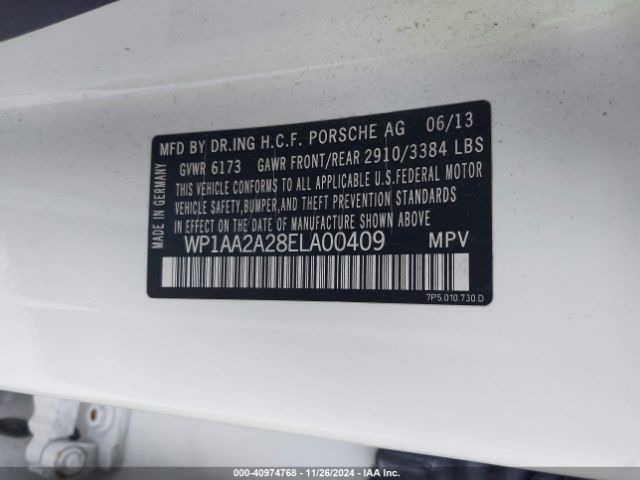 MADE IN GERMANY
MFD BY DR.ING H.C.F. PORSCHE AG 06/13
GVWR 6173 GAWR FRONT/REAR 2910/3384 LBS
THIS VEHICLE CONFORMS TO ALL APPLICABLE U.S.FEDERAL MOTOR
VEHICLE SAFETY,BUMPER,AND THEFT PREVENTION STANDARDS
IN EFFECT ON THE DATE OF MANUFACTURE SHOWN ABOVE.
WP1AA2A28ELA00409 MPV
7P5.010.730.D
000-40974768 - 11/26/2024 - IAAI.COM